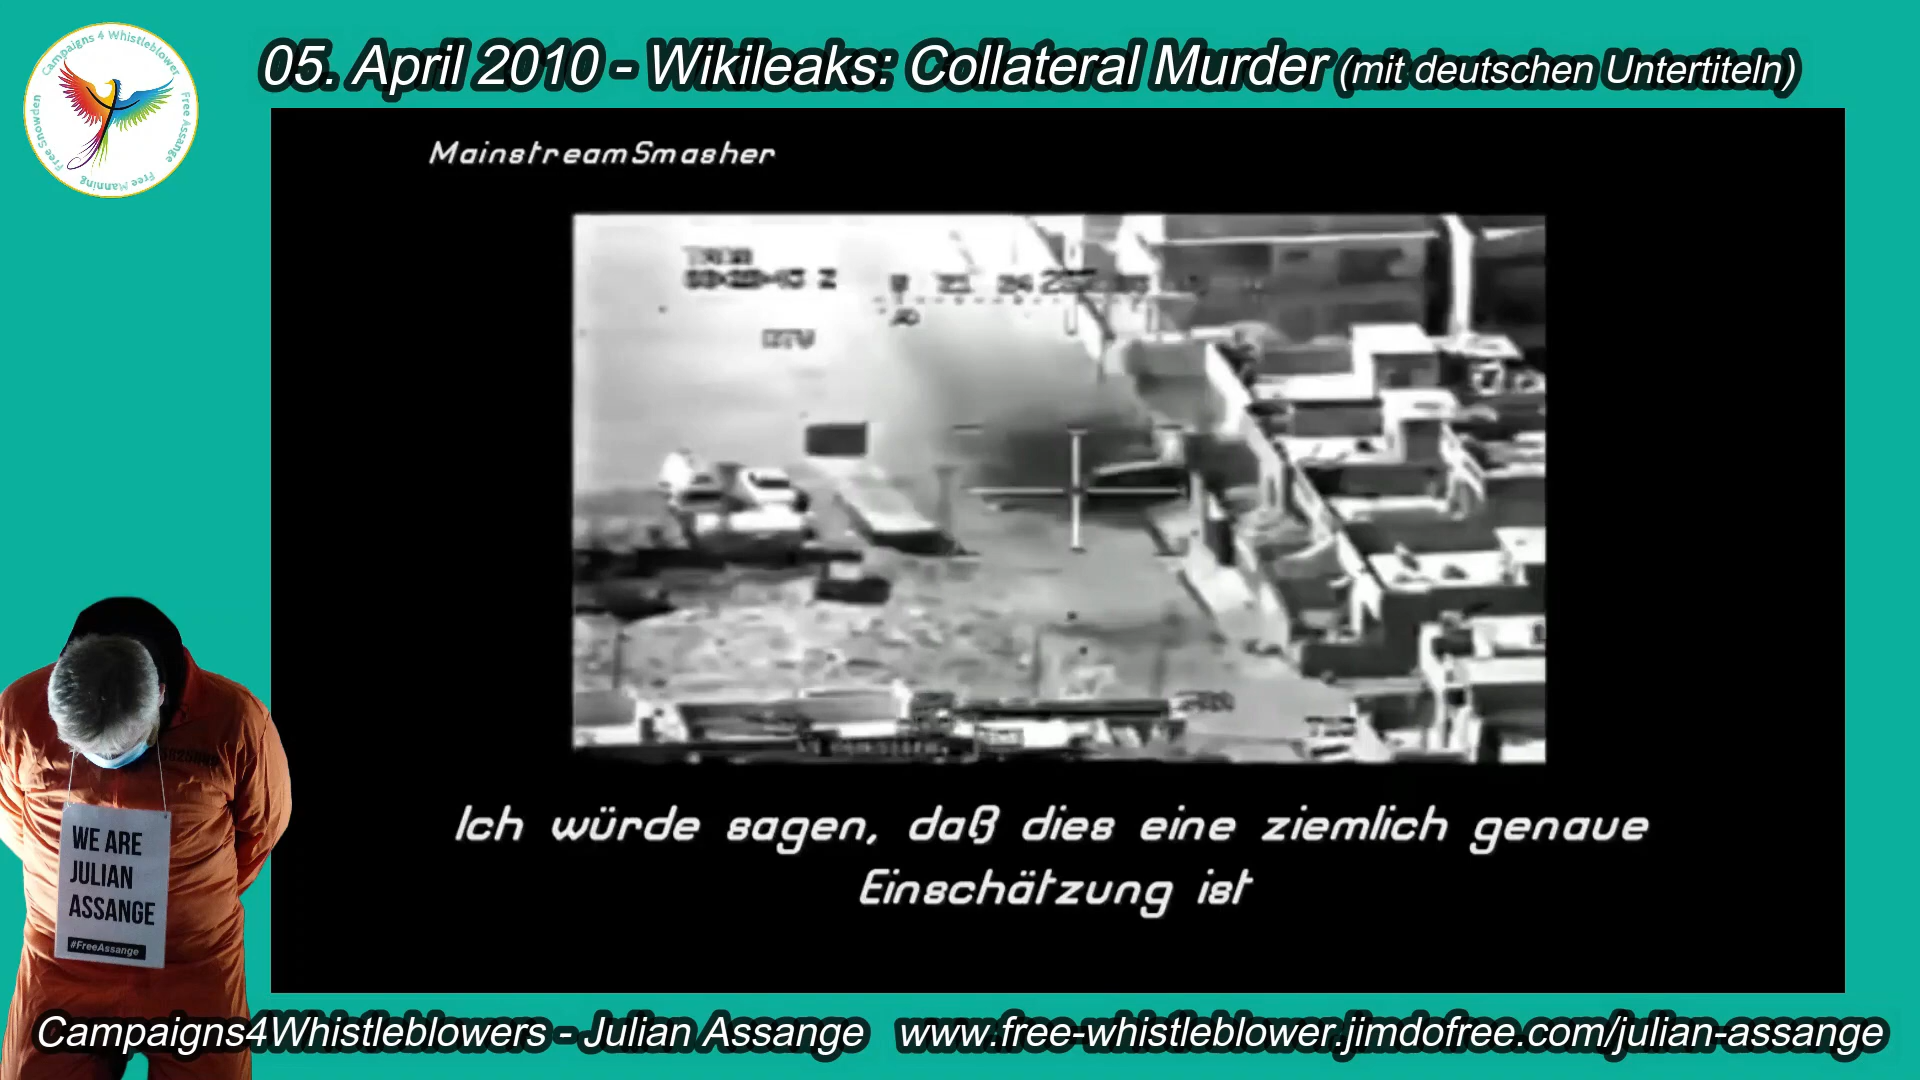 Campaigns 4 Whistleblower
Free Assange
Free Manning
Free Snowden
05. April 2010 - Wikileaks: Collateral Murder (mit deutschen Untertiteln)
MainstreamSmasher
Ich würde sagen, daß dies eine ziemlich genaue
Einschätzung ist
WE ARE
JULIAN
ASSANGE
#FreeAssange
Campaigns4Whistleblowers - Julian Assange www.free-whistleblower.jimdofree.com/julian-assange